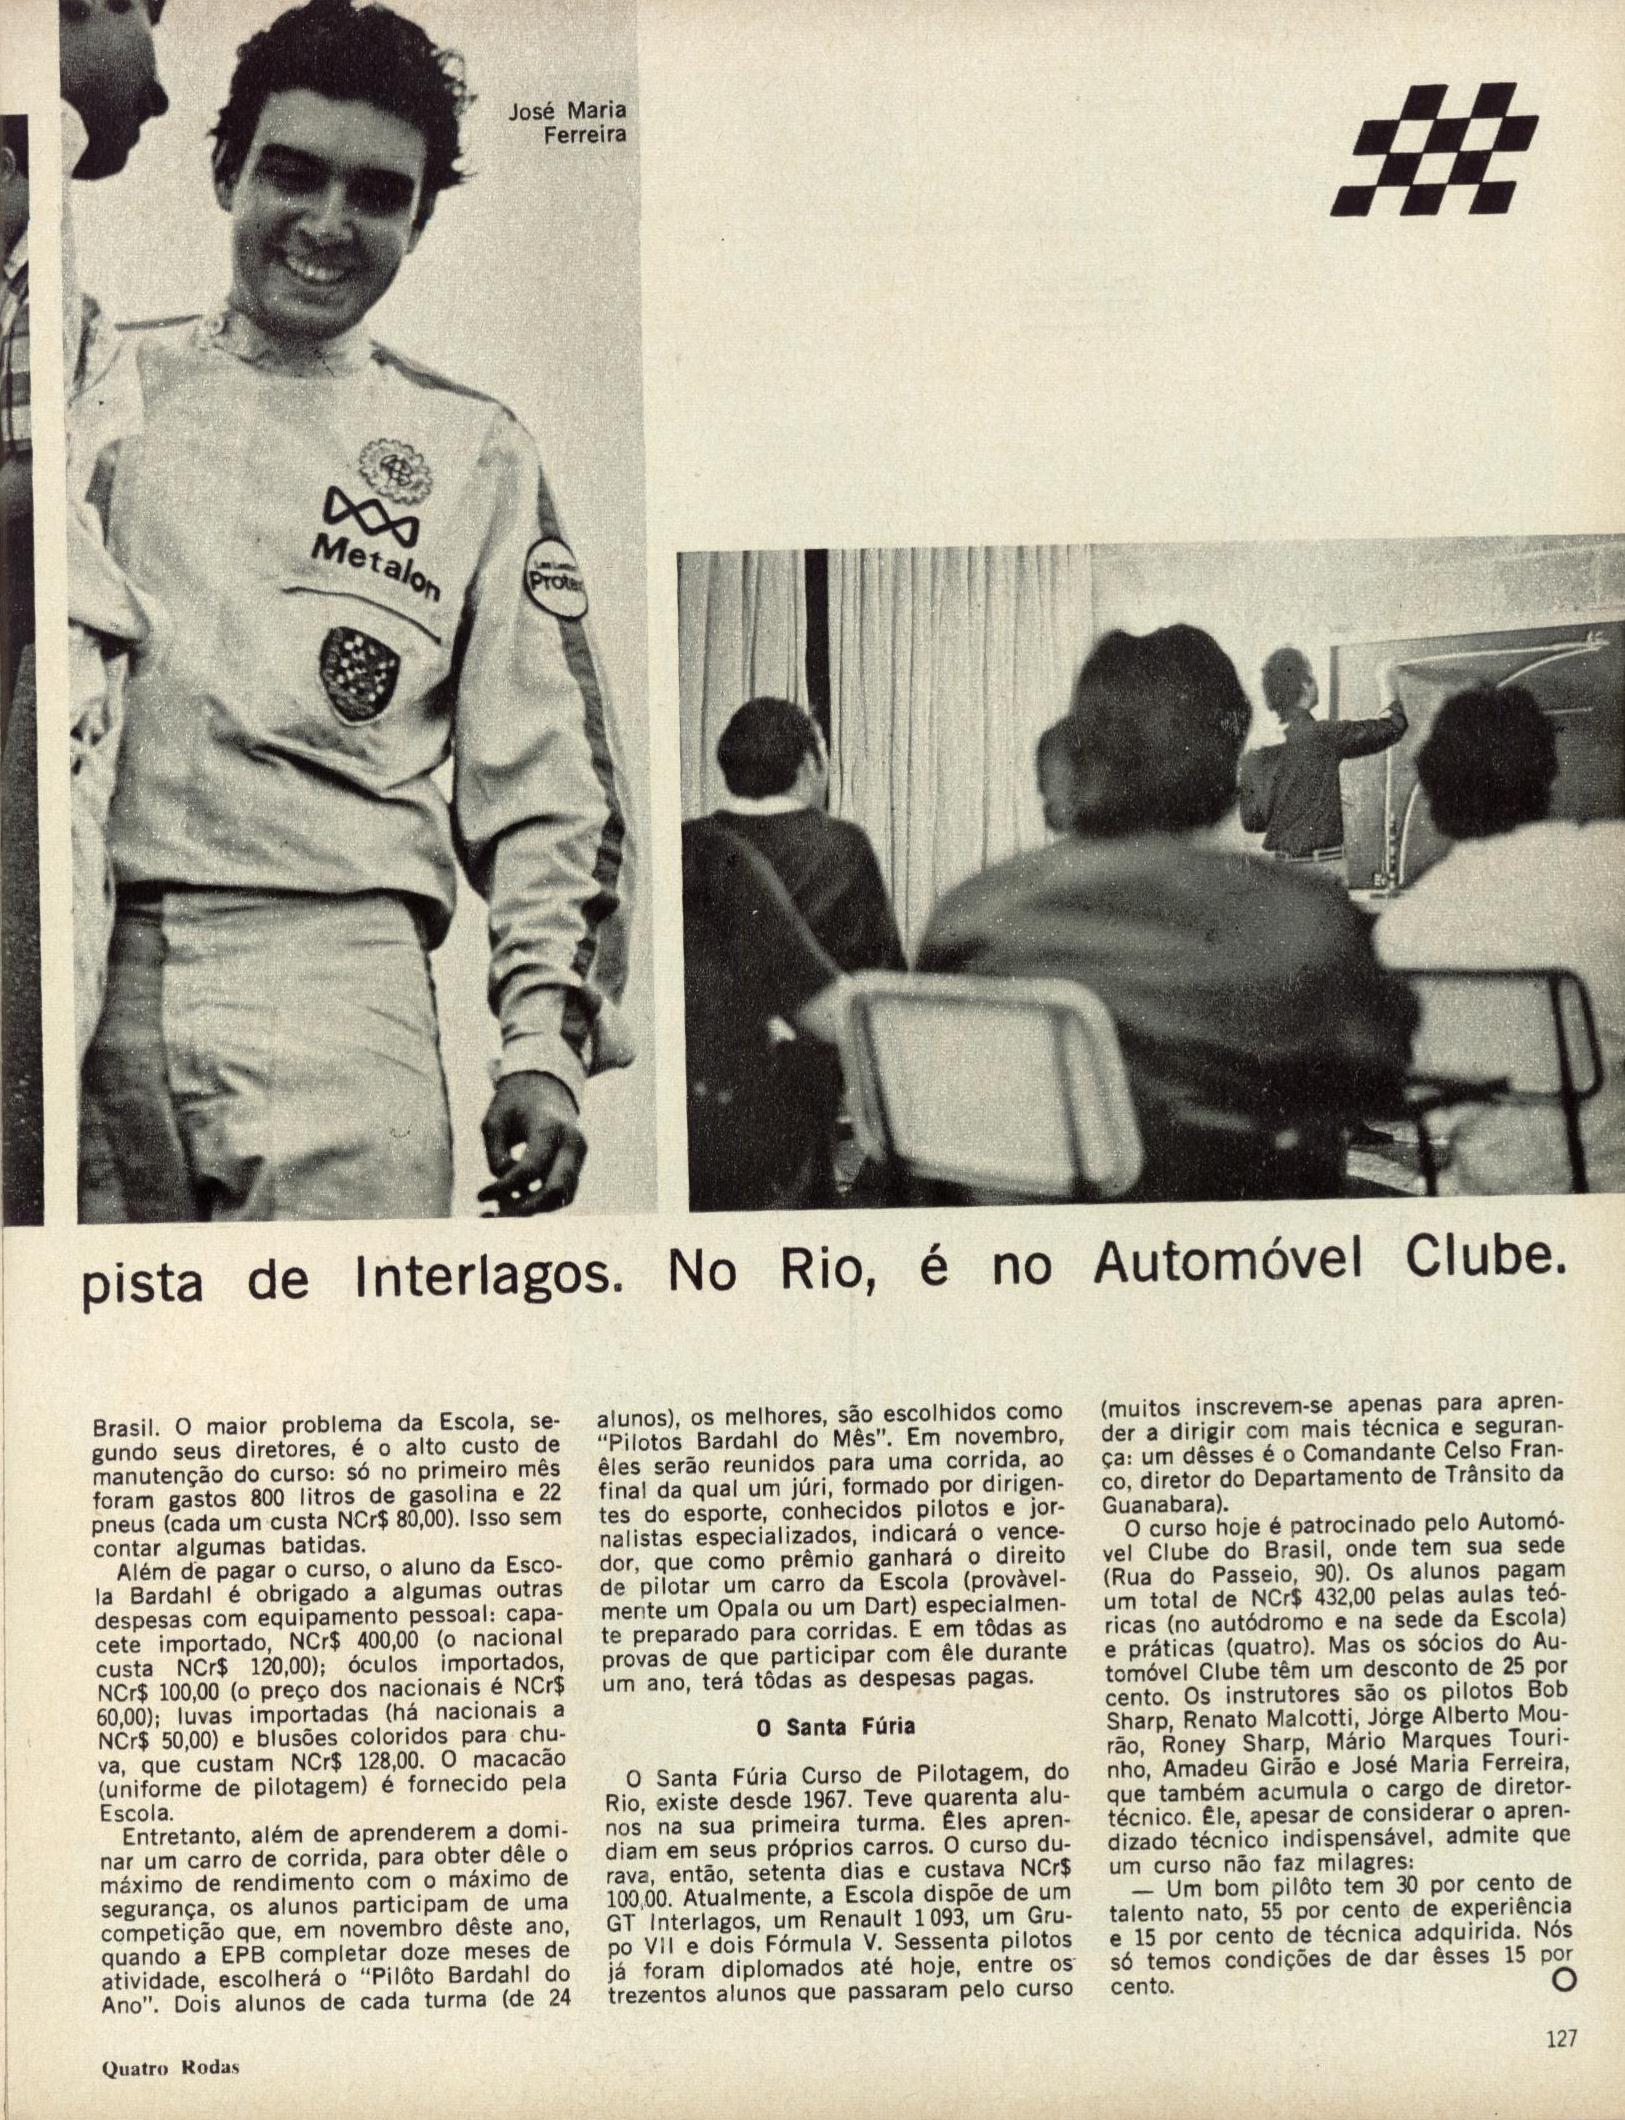 José Maria
Ferreira
Metalon
pista de Interlagos. No Rio, é no Automóvel Clube.
Brasil. O maior problema da Escola, se-
gundo seus diretores, é o alto custo de
manutenção do curso: só no primeiro mês
foram gastos 800 litros de gasolina e 22
pneus (cada um custa NCr$ 80,00). Isso sem
contar algumas batidas.
Além de pagar o curso, o aluno da Esco-
la Bardahl é obrigado a algumas outras
despesas com equipamento pessoal: capa-
cete importado, NCr$ 400,00 (o nacional
custa NCr$ 120,00); óculos importados,
NCr$ 100,00 (o preço dos nacionais é NCr$
60,00); luvas importadas (há nacionais a
NCr$ 50,00) e blusões coloridos para chu-
va, que custam NCr$ 128,00. O macacão
(uniforme de pilotagem) é fornecido pela
Escola.
Entretanto, além de aprenderem a domi-
nar um carro de corrida, para obter dêle o
máximo de rendimento com o máximo de
segurança, os alunos participam de uma
competição que, em novembro dêste ano,
quando a EPB completar doze meses de
atividade, escolherá o "Pilôto Bardahl do
Ano". Dois alunos de cada turma (de 24
alunos), os melhores, são escolhidos como
"Pilotos Bardahl do Mês". Em novembro,
êles serão reunidos para uma corrida, ao
final da qual um júri, formado por dirigen-
tes do esporte, conhecidos pilotos e jor-
nalistas especializados, indicará o vence-
dor, que como prêmio ganhará o direito
de pilotar um carro da Escola (provàvel-
mente um Opala ou um Dart) especialmen-
te preparado para corridas. E em tôdas as
provas de que participar com êle durante
um ano, terá tôdas as despesas pagas.
O Santa Fúria
O Santa Fúria Curso de Pilotagem, do
Rio, existe desde 1967. Teve quarenta alu-
nos na sua primeira turma. Êles apren-
diam em seus próprios carros. O curso du-
rava, então, setenta dias e custava NCr$
100,00. Atualmente, a Escola dispõe de um
GT Interlagos, um Renault 1 093, um Gru-
po VII e dois Fórmula V. Sessenta pilotos
já foram diplomados até hoje, entre os
trezentos alunos que passaram pelo curso
(muitos inscrevem-se apenas para apren-
der a dirigir com mais técnica e seguran-
ça: um dêsses é o Comandante Celso Fran-
co, diretor do Departamento de Trânsito da
Guanabara).
O curso hoje é patrocinado pelo Automó-
vel Clube do Brasil, onde tem sua sede
(Rua do Passeio, 90). Os alunos pagam
um total de NCr$ 432,00 pelas aulas teó-
ricas (no autódromo e na sede da Escola)
e práticas (quatro). Mas os sócios do Au-
tomóvel Clube têm um desconto de 25 por
cento. Os instrutores são os pilotos Bob
Sharp, Renato Malcotti, Jórge Alberto Mou-
rão, Roney Sharp, Mário Marques Touri-
nho, Amadeu Girão e José Maria Ferreira,
que também acumula o cargo de diretor-
técnico. Êle, apesar de considerar o apren-
dizado técnico indispensável, admite que
um curso não faz milagres:
— Um bom pilôto tem 30 por cento de
talento nato, 55 por cento de experiência
e 15 por cento de técnica adquirida. Nós
só temos condições de dar êsses 15 por
cento.
127
Quatro Rodas